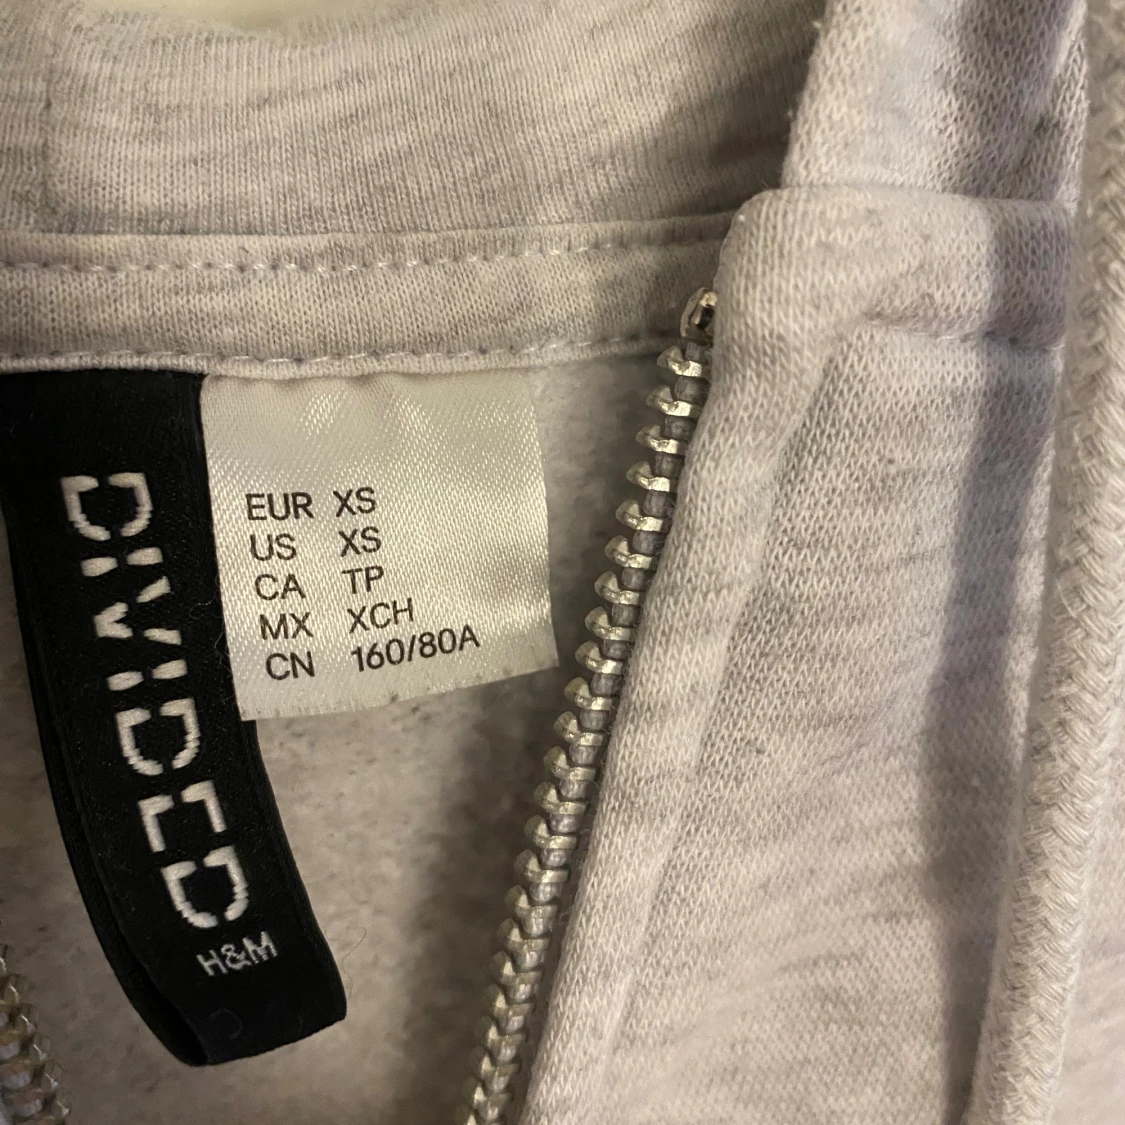 DIVIDED
H&M
EUR XS
US XS
CA TP
MX XCH
CN 160/80A